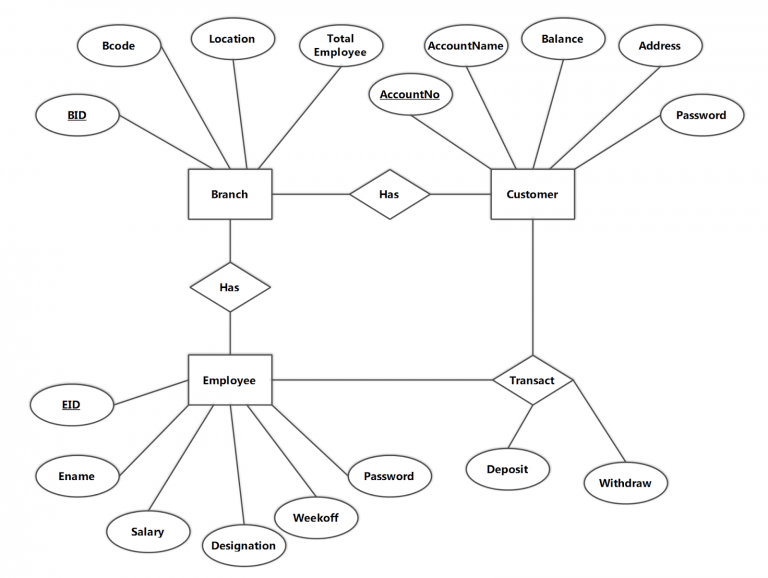 Bcode
Location
Total
Employee
AccountName
Balance
Address
BID
AccountNo
Password
Branch
Has
Customer
Has
Employee
Transact
EID
Ename
Salary
Designation
Weekoff
Password
Deposit
Withdraw